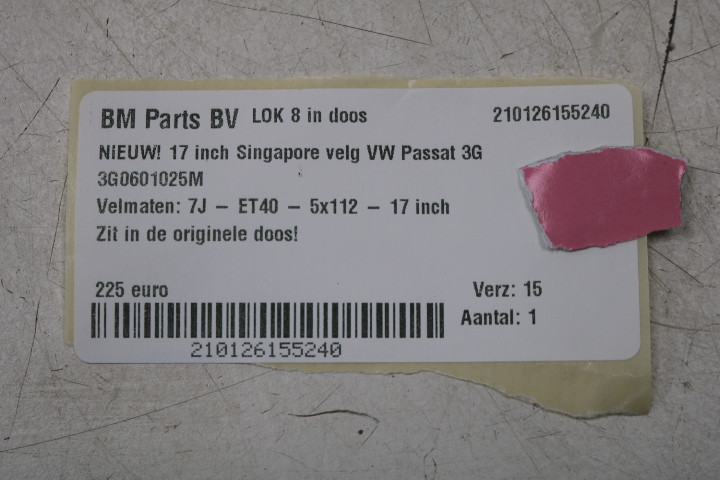 BM Parts BV LOK 8 in doos 210126155240
NiEUW! 17 inch Singapore velg VW Passat 3G
3G0601025M
Velmaten: 7J - ET40 - 5x112 - 17 inch
Zit in de originele doos!
225 euro Verz: 15
Aantal: 1
210126155240